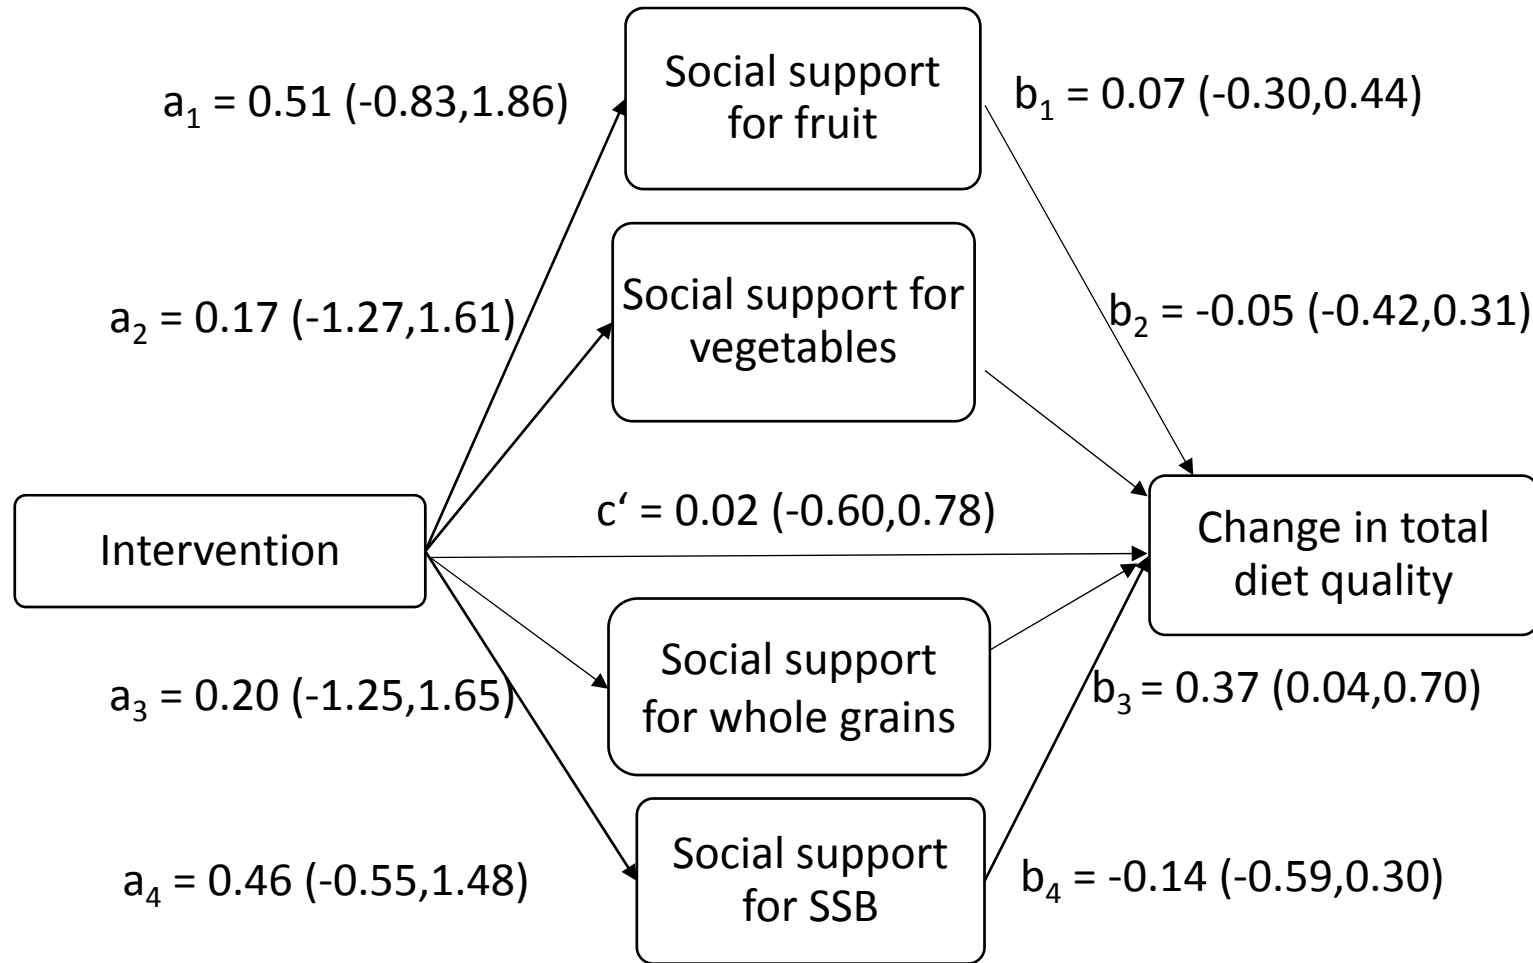 a₁ = 0.51 (-0.83,1.86)
Social support
for fruit
b₁ = 0.07 (-0.30,0.44)
a₂ = 0.17 (-1.27,1.61)
Social support for
vegetables
b₂ = -0.05 (-0.42,0.31)
Intervention
c‘ = 0.02 (-0.60,0.78)
Change in total
diet quality
a₃ = 0.20 (-1.25,1.65)
Social support
for whole grains
b₃ = 0.37 (0.04,0.70)
a₄ = 0.46 (-0.55,1.48)
Social support
for SSB
b₄ = -0.14 (-0.59,0.30)